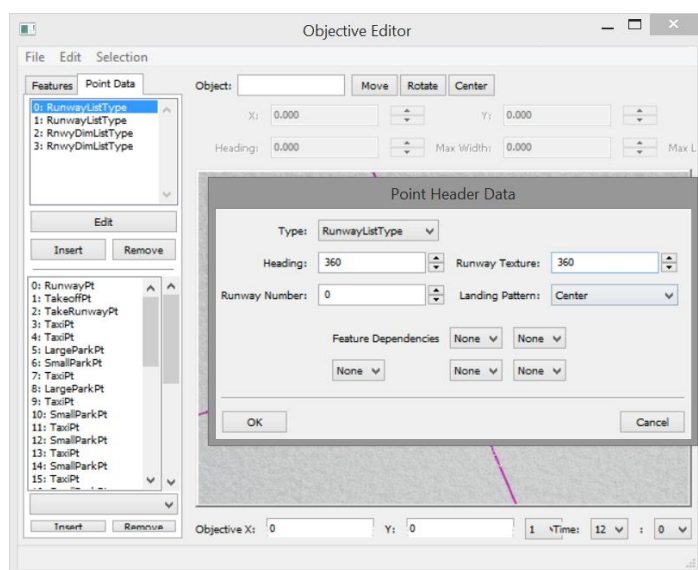 Objective Editor
File Edit Selection
Features Point Data
Object: Move Rotate Center
0: RunwayListType
1: RunwayListType
2: RnwyDimListType
3: RnwyDimListType
X: 0.000 Y: 0.000
Heading: 0.000 Max Width: 0.000 Max L
Edit
Insert Remove
Point Header Data
Type: RunwayListType
Heading: 360 Runway Texture: 360
Runway Number: 0 Landing Pattern: Center
Feature Dependencies None None
None None None
OK Cancel
0: RunwayPt
1: TakeoffPt
2: TakeRunwayPt
3: TaxiPt
4: TaxiPt
5: LargeParkPt
6: SmallParkPt
7: TaxiPt
8: LargeParkPt
9: TaxiPt
10: SmallParkPt
11: TaxiPt
12: SmallParkPt
13: TaxiPt
14: SmallParkPt
15: TaxiPt
Insert Remove
Objective X: 0 Y: 0 1 Time: 12 : 0